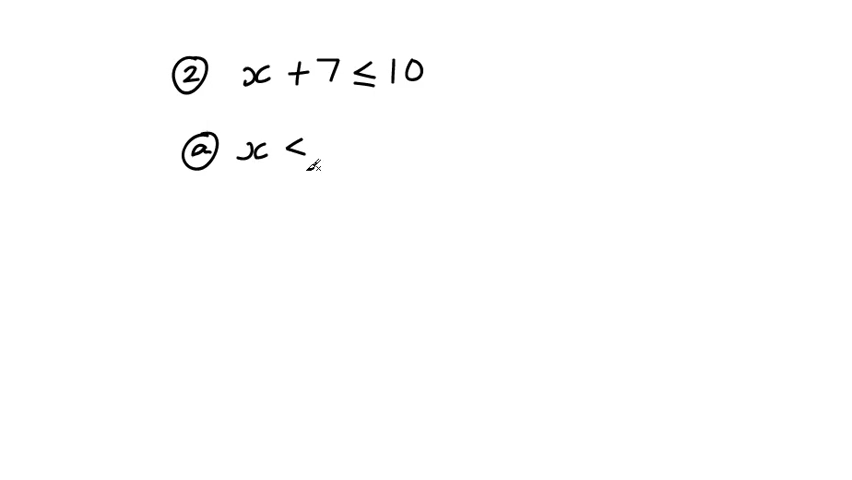 ② x + 7 ≤ 10
ⓐ x <